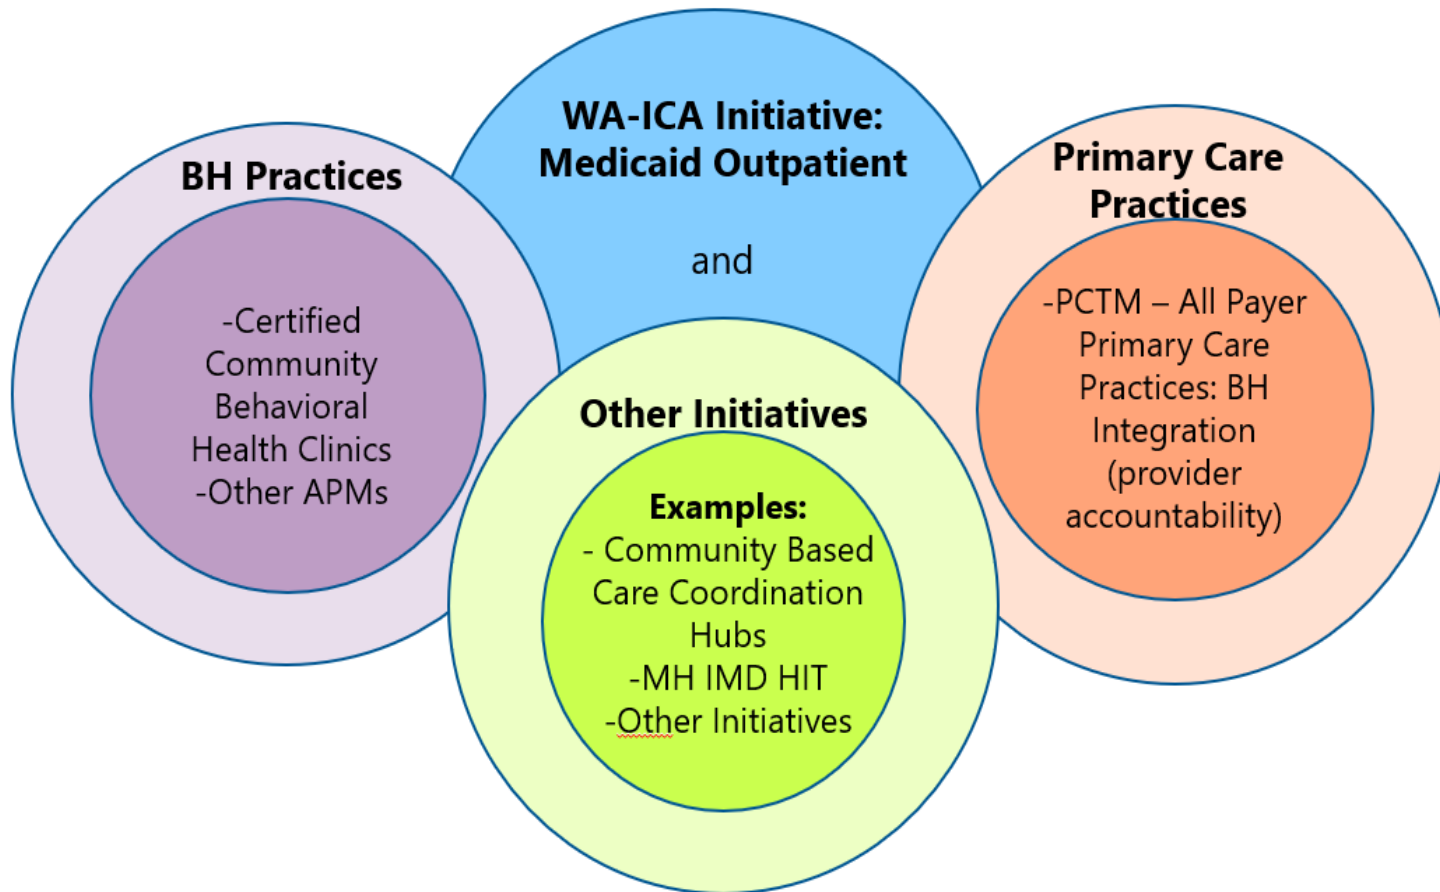 WA-ICA Initiative:
Medicaid Outpatient
and
BH Practices
-Certified
Community
Behavioral
Health Clinics
-Other APMs
Primary Care
Practices
-PCTM – All Payer
Primary Care
Practices: BH
Integration
(provider
accountability)
Other Initiatives
Examples:
- Community Based
Care Coordination
Hubs
-MH IMD HIT
-Other Initiatives